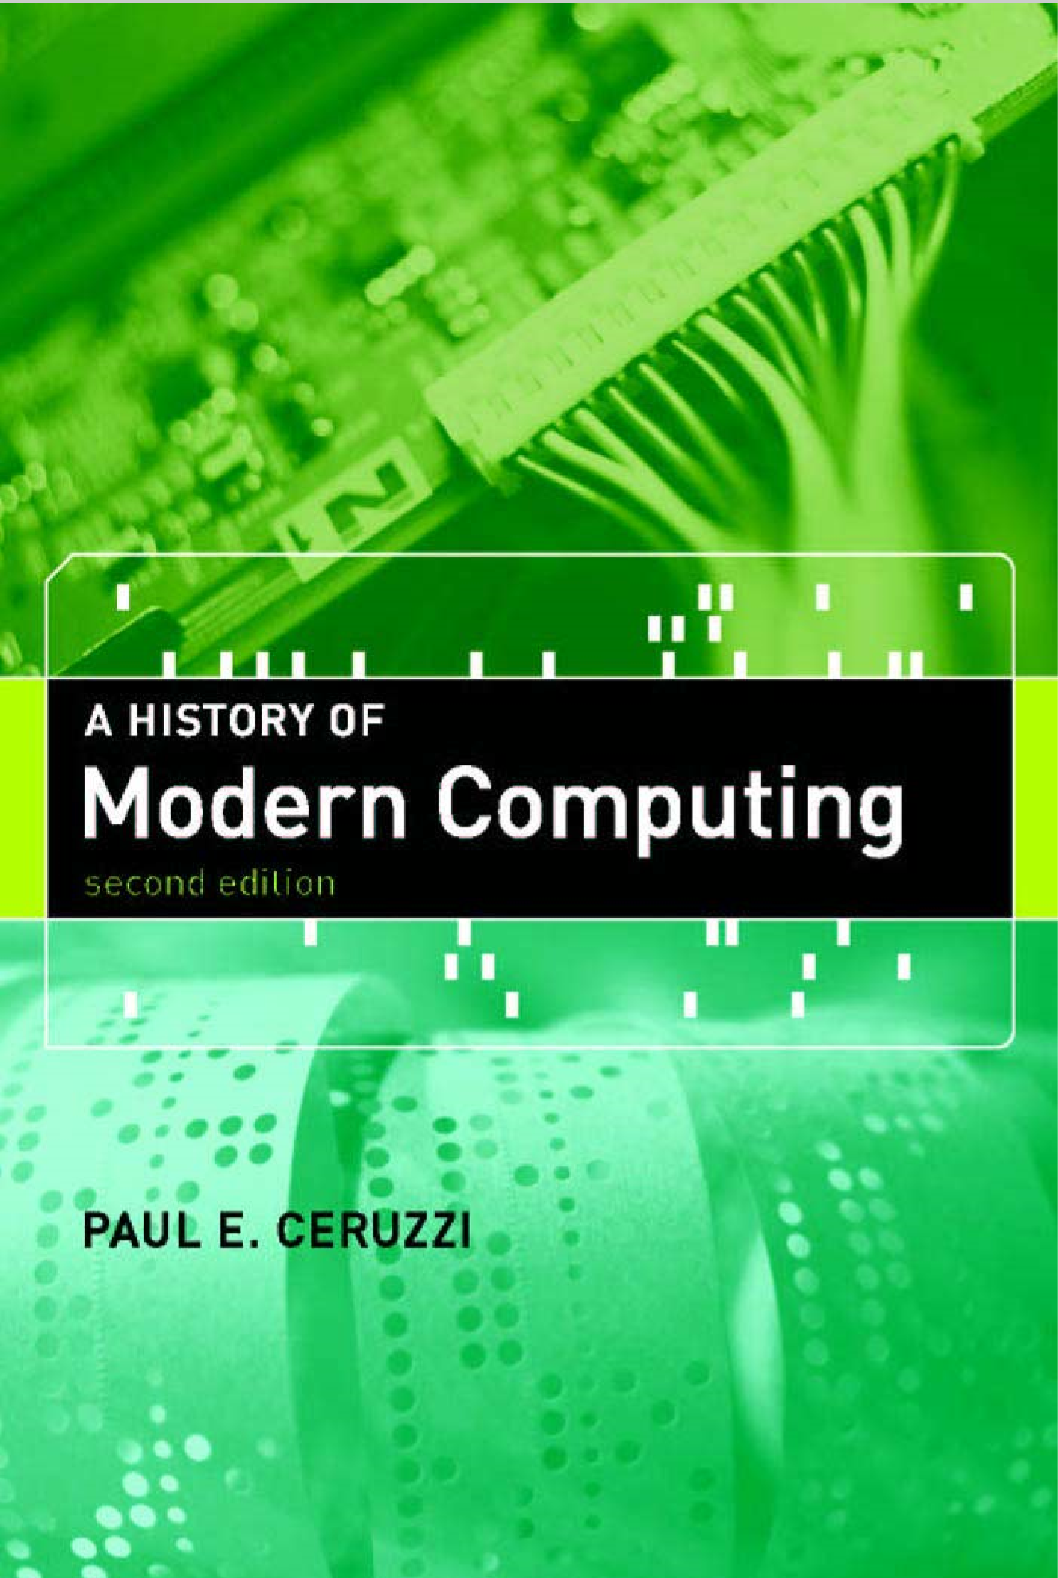 A HISTORY OF
Modern Computing
second edition
PAUL E. CERUZZI